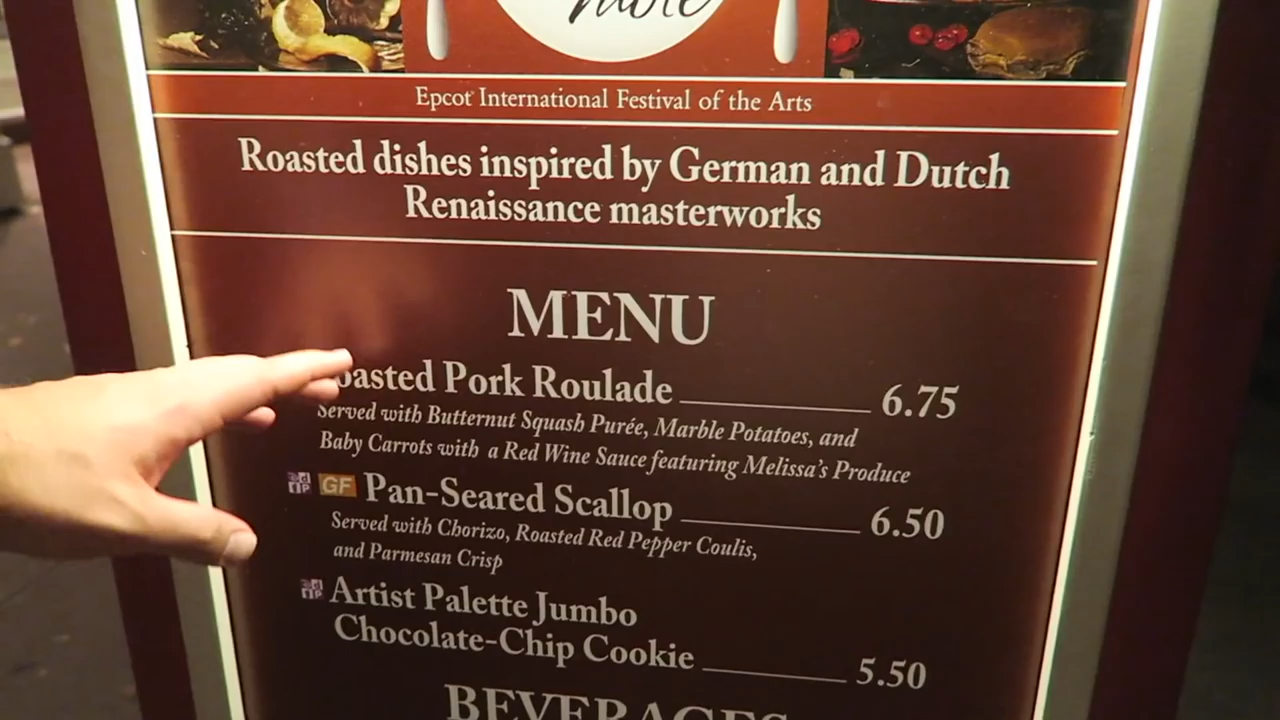 Epcot International Festival of the Arts
Roasted dishes inspired by German and Dutch
Renaissance masterworks
MENU
oasted Pork Roulade 6.75
Served with Butternut Squash Purée, Marble Potatoes, and
Baby Carrots with a Red Wine Sauce featuring Melissa's Produce
GF Pan-Seared Scallop 6.50
Served with Chorizo, Roasted Red Pepper Coulis,
and Parmesan Crisp
Artist Palette Jumbo
Chocolate-Chip Cookie 5.50
BEVERAGES